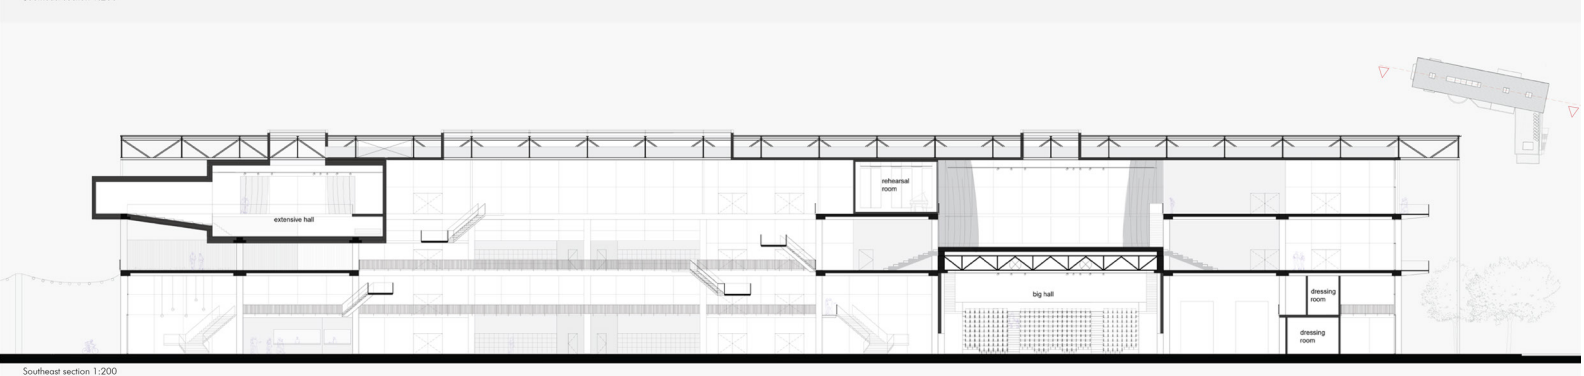 rehearsal
room
extensive hall
big hall
dressing
room
dressing
room
Southeast section 1:200